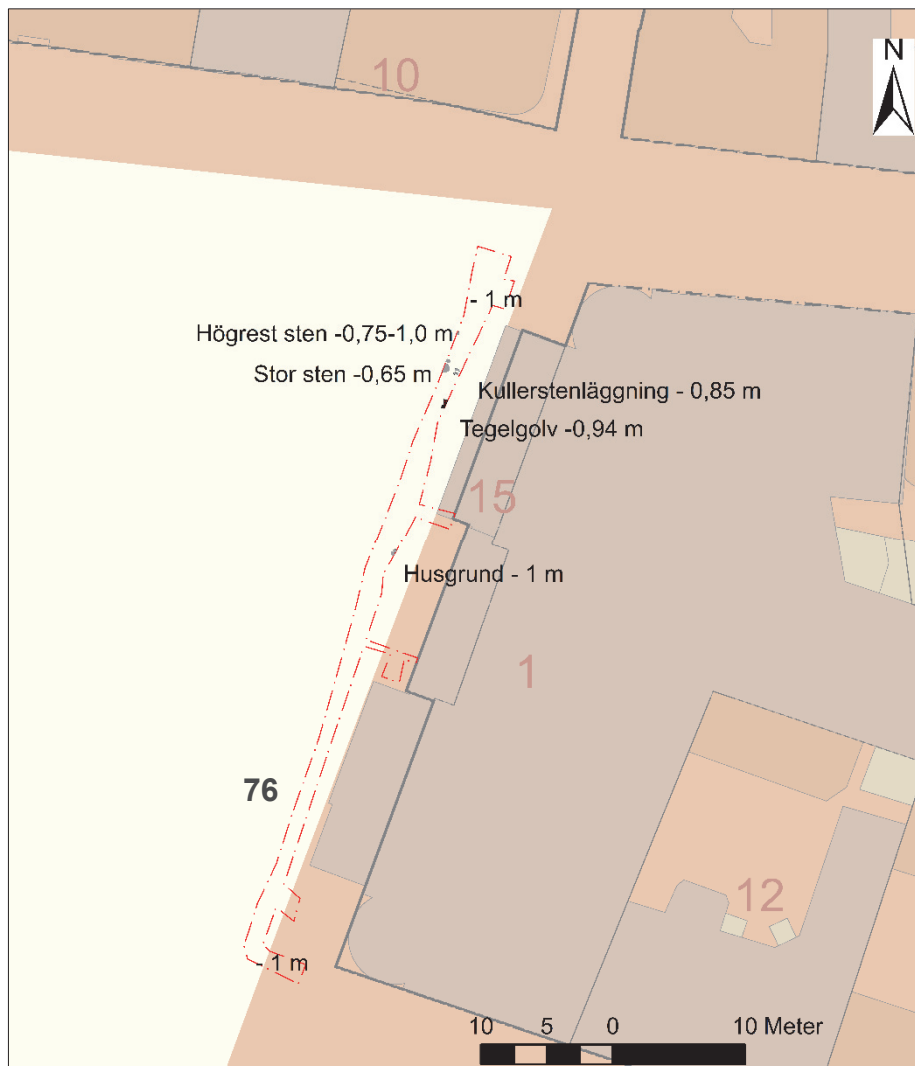 10
N
- 1 m
Högrest sten -0,75-1,0 m
Stor sten -0,65 m
Kullerstenläggning - 0,85 m
Tegelgolv -0,94 m
15
Husgrund - 1 m
1
76
12
- 1 m
10 5 0 10 Meter